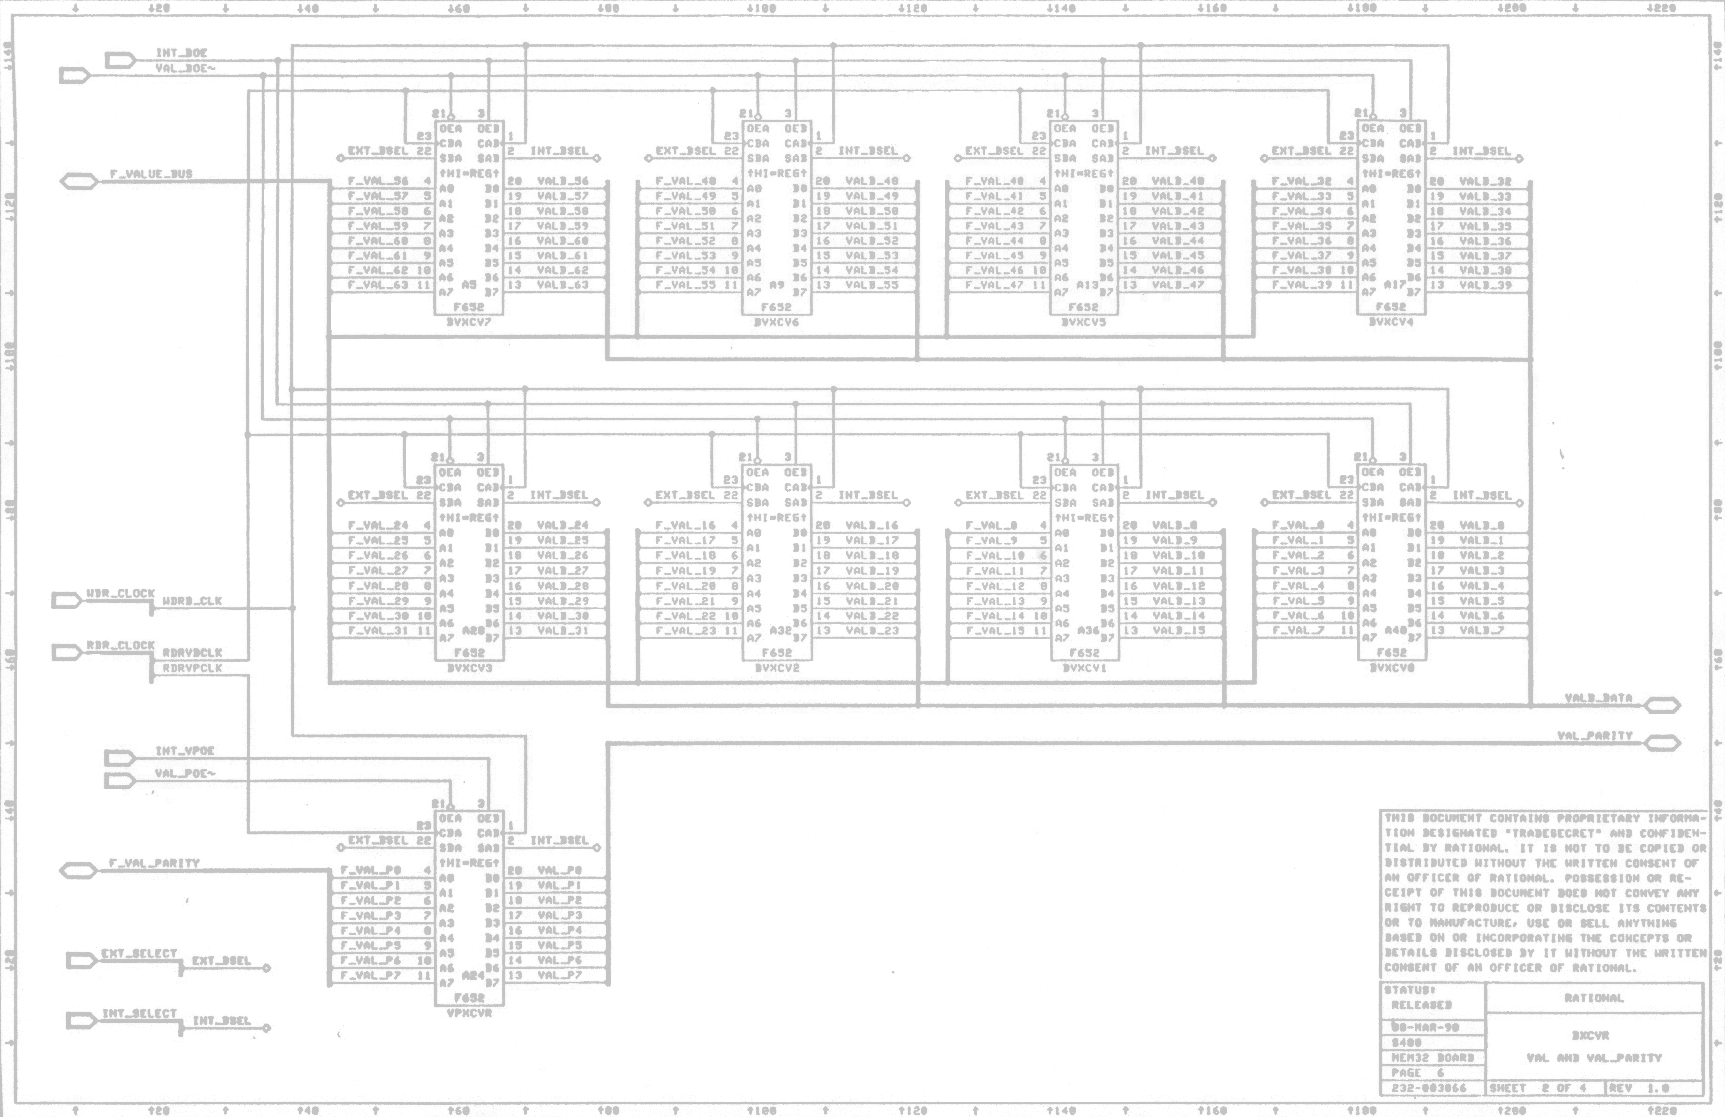 INT_BOE
VAL_BOE~
F_VALUE_BUS
WDR_CLOCK WDRB_CLK
RDR_CLOCK RDRVBCLK
RDRVPCLK
INT_VPOE
VAL_POE~
F_VAL_PARITY
EXT_SELECT EXT_BSEL
INT_SELECT INT_BSEL
21 3
OEA OEB
23 CBA CAB 1
EXT_BSEL 22 SBA SAB 2 INT_BSEL
↑HI=REG↑
F_VAL_56 4 A0 B0 20 VALB_56
F_VAL_57 5 A1 B1 19 VALB_57
F_VAL_58 6 A2 B2 18 VALB_58
F_VAL_59 7 A3 B3 17 VALB_59
F_VAL_60 8 A4 B4 16 VALB_60
F_VAL_61 9 A5 B5 15 VALB_61
F_VAL_62 10 A6 B6 14 VALB_62
F_VAL_63 11 A7 B7 13 VALB_63
A5
F652
BVXCV7
21 3
OEA OEB
23 CBA CAB 1
EXT_BSEL 22 SBA SAB 2 INT_BSEL
↑HI=REG↑
F_VAL_48 4 A0 B0 20 VALB_48
F_VAL_49 5 A1 B1 19 VALB_49
F_VAL_50 6 A2 B2 18 VALB_50
F_VAL_51 7 A3 B3 17 VALB_51
F_VAL_52 8 A4 B4 16 VALB_52
F_VAL_53 9 A5 B5 15 VALB_53
F_VAL_54 10 A6 B6 14 VALB_54
F_VAL_55 11 A7 B7 13 VALB_55
A9
F652
BVXCV6
21 3
OEA OEB
23 CBA CAB 1
EXT_BSEL 22 SBA SAB 2 INT_BSEL
↑HI=REG↑
F_VAL_40 4 A0 B0 20 VALB_40
F_VAL_41 5 A1 B1 19 VALB_41
F_VAL_42 6 A2 B2 18 VALB_42
F_VAL_43 7 A3 B3 17 VALB_43
F_VAL_44 8 A4 B4 16 VALB_44
F_VAL_45 9 A5 B5 15 VALB_45
F_VAL_46 10 A6 B6 14 VALB_46
F_VAL_47 11 A7 B7 13 VALB_47
A13
F652
BVXCV5
21 3
OEA OEB
23 CBA CAB 1
EXT_BSEL 22 SBA SAB 2 INT_BSEL
↑HI=REG↑
F_VAL_32 4 A0 B0 20 VALB_32
F_VAL_33 5 A1 B1 19 VALB_33
F_VAL_34 6 A2 B2 18 VALB_34
F_VAL_35 7 A3 B3 17 VALB_35
F_VAL_36 8 A4 B4 16 VALB_36
F_VAL_37 9 A5 B5 15 VALB_37
F_VAL_38 10 A6 B6 14 VALB_38
F_VAL_39 11 A7 B7 13 VALB_39
A17
F652
BVXCV4
21 3
OEA OEB
23 CBA CAB 1
EXT_BSEL 22 SBA SAB 2 INT_BSEL
↑HI=REG↑
F_VAL_24 4 A0 B0 20 VALB_24
F_VAL_25 5 A1 B1 19 VALB_25
F_VAL_26 6 A2 B2 18 VALB_26
F_VAL_27 7 A3 B3 17 VALB_27
F_VAL_28 8 A4 B4 16 VALB_28
F_VAL_29 9 A5 B5 15 VALB_29
F_VAL_30 10 A6 B6 14 VALB_30
F_VAL_31 11 A7 B7 13 VALB_31
A28
F652
BVXCV3
21 3
OEA OEB
23 CBA CAB 1
EXT_BSEL 22 SBA SAB 2 INT_BSEL
↑HI=REG↑
F_VAL_16 4 A0 B0 20 VALB_16
F_VAL_17 5 A1 B1 19 VALB_17
F_VAL_18 6 A2 B2 18 VALB_18
F_VAL_19 7 A3 B3 17 VALB_19
F_VAL_20 8 A4 B4 16 VALB_20
F_VAL_21 9 A5 B5 15 VALB_21
F_VAL_22 10 A6 B6 14 VALB_22
F_VAL_23 11 A7 B7 13 VALB_23
A32
F652
BVXCV2
21 3
OEA OEB
23 CBA CAB 1
EXT_BSEL 22 SBA SAB 2 INT_BSEL
↑HI=REG↑
F_VAL_8 4 A0 B0 20 VALB_8
F_VAL_9 5 A1 B1 19 VALB_9
F_VAL_10 6 A2 B2 18 VALB_10
F_VAL_11 7 A3 B3 17 VALB_11
F_VAL_12 8 A4 B4 16 VALB_12
F_VAL_13 9 A5 B5 15 VALB_13
F_VAL_14 10 A6 B6 14 VALB_14
F_VAL_15 11 A7 B7 13 VALB_15
A36
F652
BVXCV1
21 3
OEA OEB
23 CBA CAB 1
EXT_BSEL 22 SBA SAB 2 INT_BSEL
↑HI=REG↑
F_VAL_0 4 A0 B0 20 VALB_0
F_VAL_1 5 A1 B1 19 VALB_1
F_VAL_2 6 A2 B2 18 VALB_2
F_VAL_3 7 A3 B3 17 VALB_3
F_VAL_4 8 A4 B4 16 VALB_4
F_VAL_5 9 A5 B5 15 VALB_5
F_VAL_6 10 A6 B6 14 VALB_6
F_VAL_7 11 A7 B7 13 VALB_7
A40
F652
BVXCV0
VALB_DATA
VAL_PARITY
21 3
OEA OEB
23 CBA CAB 1
EXT_BSEL 22 SBA SAB 2 INT_BSEL
↑HI=REG↑
F_VAL_P0 4 A0 B0 20 VAL_P0
F_VAL_P1 5 A1 B1 19 VAL_P1
F_VAL_P2 6 A2 B2 18 VAL_P2
F_VAL_P3 7 A3 B3 17 VAL_P3
F_VAL_P4 8 A4 B4 16 VAL_P4
F_VAL_P5 9 A5 B5 15 VAL_P5
F_VAL_P6 10 A6 B6 14 VAL_P6
F_VAL_P7 11 A7 B7 13 VAL_P7
A24
F652
VPXCVR
THIS DOCUMENT CONTAINS PROPRIETARY INFORMA-
TION DESIGNATED "TRADESECRET" AND CONFIDEN-
TIAL BY RATIONAL. IT IS NOT TO BE COPIED OR
DISTRIBUTED WITHOUT THE WRITTEN CONSENT OF
AN OFFICER OF RATIONAL. POSSESSION OR RE-
CEIPT OF THIS DOCUMENT DOES NOT CONVEY ANY
RIGHT TO REPRODUCE OR DISCLOSE ITS CONTENTS
OR TO MANUFACTURE, USE OR SELL ANYTHING
BASED ON OR INCORPORATING THE CONCEPTS OR
DETAILS DISCLOSED BY IT WITHOUT THE WRITTEN
CONSENT OF AN OFFICER OF RATIONAL.
STATUS:
RELEASED
08-MAR-90
S400
MEM32 BOARD
PAGE 6
232-003066
RATIONAL
BXCVR
VAL AND VAL_PARITY
SHEET 2 OF 4 REV 1.0